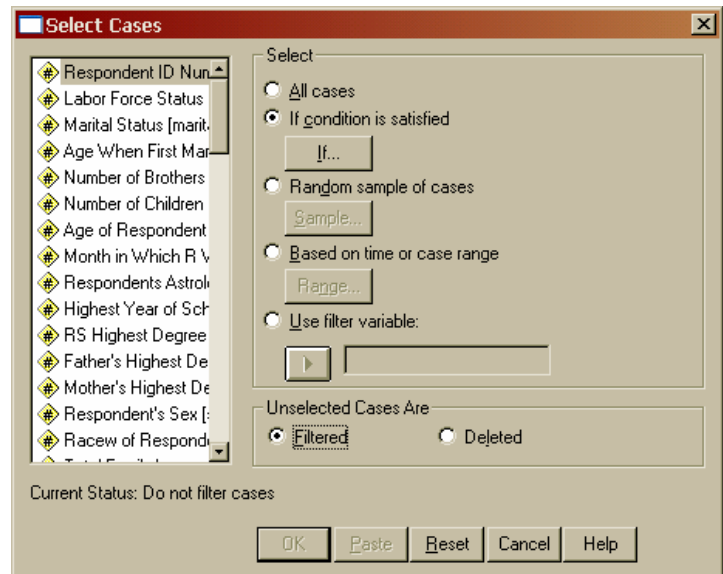 Select Cases
Respondent ID Num
Labor Force Status
Marital Status [marita
Age When First Mar
Number of Brothers
Number of Children
Age of Respondent
Month in Which R V
Respondents Astrol
Highest Year of Sch
RS Highest Degree
Father's Highest De
Mother's Highest De
Respondent's Sex [
Racew of Respond
Select
All cases
If condition is satisfied
If...
Random sample of cases
Sample...
Based on time or case range
Range...
Use filter variable:
Unselected Cases Are
Filtered
Deleted
Current Status: Do not filter cases
OK
Paste
Reset
Cancel
Help